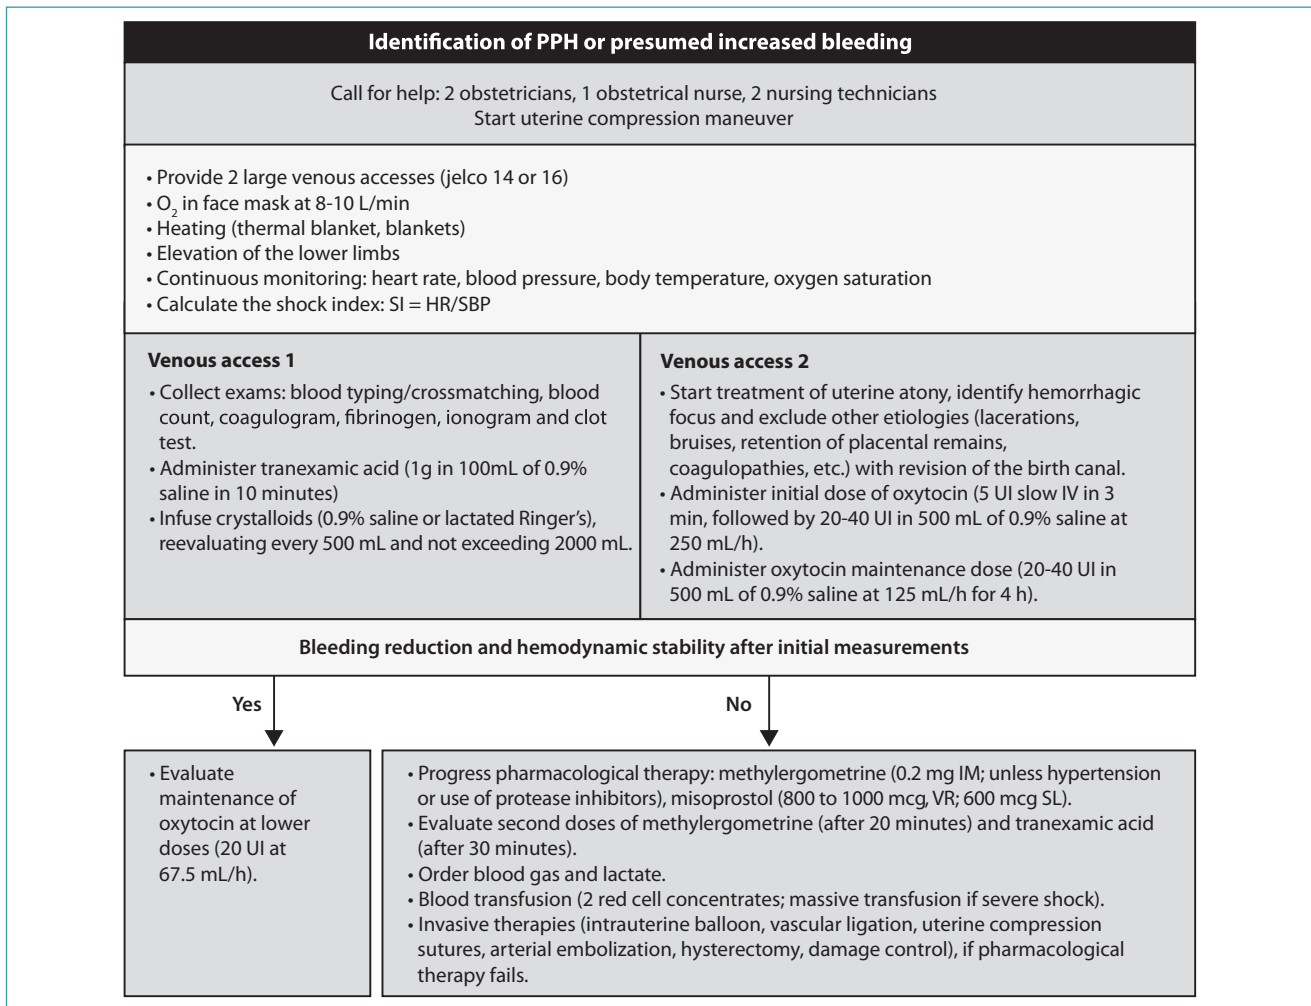 Identification of PPH or presumed increased bleeding
Call for help: 2 obstetricians, 1 obstetrical nurse, 2 nursing technicians
Start uterine compression maneuver
• Provide 2 large venous accesses (jelco 14 or 16)
• O2 in face mask at 8-10 L/min
• Heating (thermal blanket, blankets)
• Elevation of the lower limbs
• Continuous monitoring: heart rate, blood pressure, body temperature, oxygen saturation
• Calculate the shock index: SI = HR/SBP
Venous access 1
• Collect exams: blood typing/crossmatching, blood
count, coagulogram, fibrinogen, ionogram and clot
test.
• Administer tranexamic acid (1g in 100mL of 0.9%
saline in 10 minutes)
• Infuse crystalloids (0.9% saline or lactated Ringer's),
reevaluating every 500 mL and not exceeding 2000 mL.
Venous access 2
• Start treatment of uterine atony, identify hemorrhagic
focus and exclude other etiologies (lacerations,
bruises, retention of placental remains,
coagulopathies, etc.) with revision of the birth canal.
• Administer initial dose of oxytocin (5 UI slow IV in 3
min, followed by 20-40 UI in 500 mL of 0.9% saline at
250 mL/h).
• Administer oxytocin maintenance dose (20-40 UI in
500 mL of 0.9% saline at 125 mL/h for 4 h).
Bleeding reduction and hemodynamic stability after initial measurements
Yes
No
• Evaluate
maintenance of
oxytocin at lower
doses (20 UI at
67.5 mL/h).
• Progress pharmacological therapy: methylergometrine (0.2 mg IM; unless hypertension
or use of protease inhibitors), misoprostol (800 to 1000 mcg, VR; 600 mcg SL).
• Evaluate second doses of methylergometrine (after 20 minutes) and tranexamic acid
(after 30 minutes).
• Order blood gas and lactate.
• Blood transfusion (2 red cell concentrates; massive transfusion if severe shock).
• Invasive therapies (intrauterine balloon, vascular ligation, uterine compression
sutures, arterial embolization, hysterectomy, damage control), if pharmacological
therapy fails.